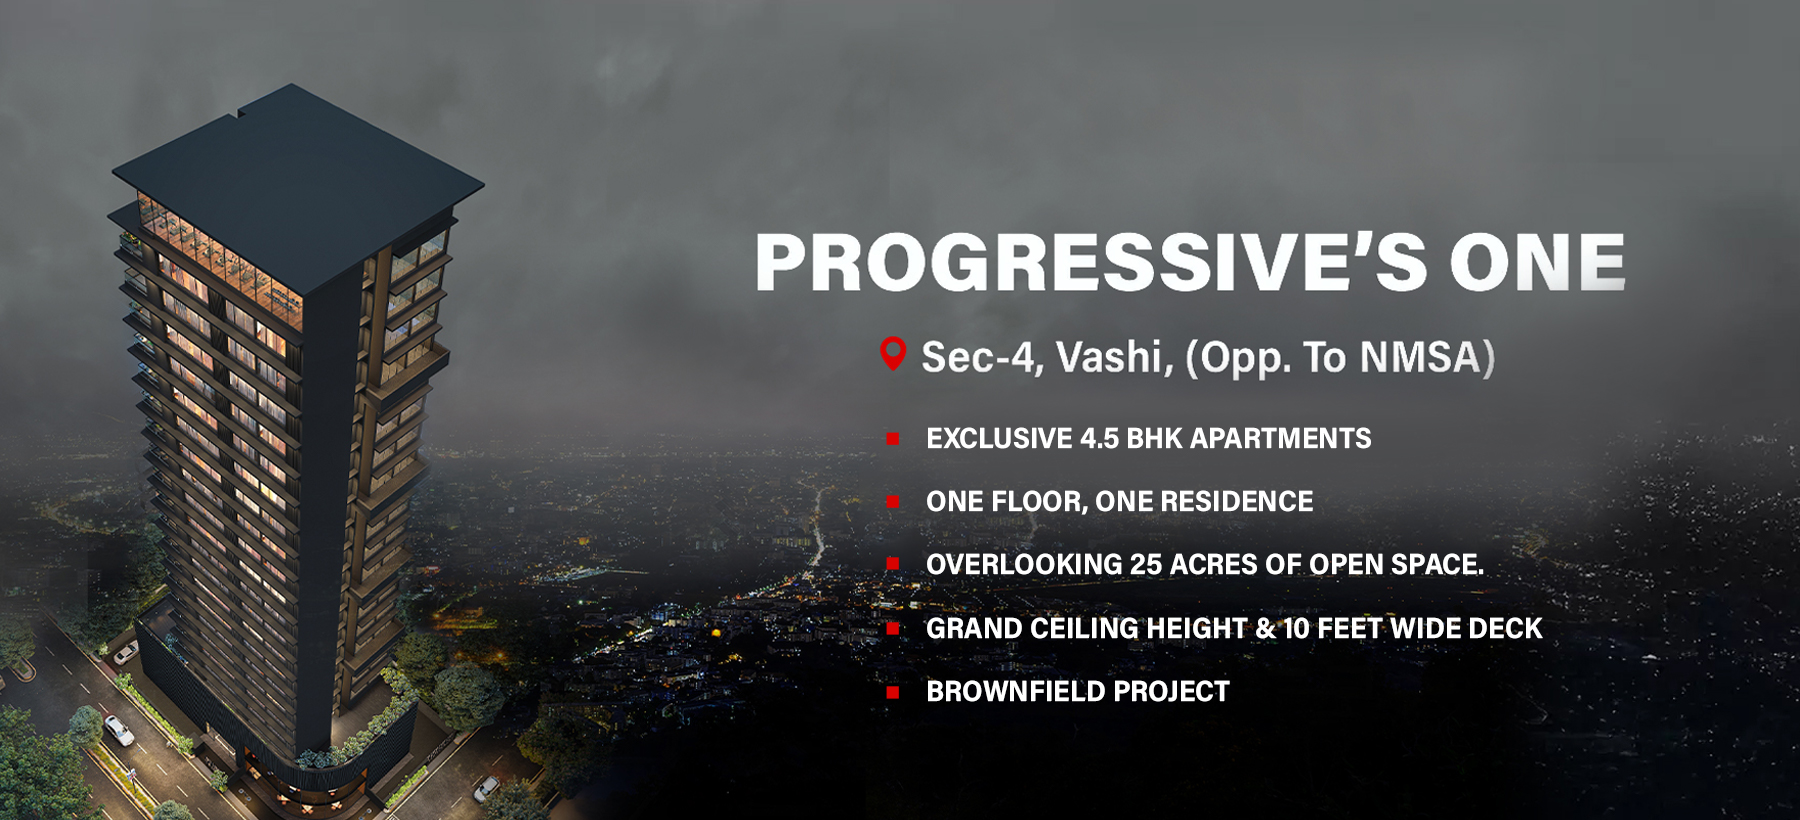 PROGRESSIVE’S ONE
Sec-4, Vashi, (Opp. To NMSA)
EXCLUSIVE 4.5 BHK APARTMENTS
ONE FLOOR, ONE RESIDENCE
OVERLOOKING 25 ACRES OF OPEN SPACE.
GRAND CEILING HEIGHT & 10 FEET WIDE DECK
BROWNFIELD PROJECT